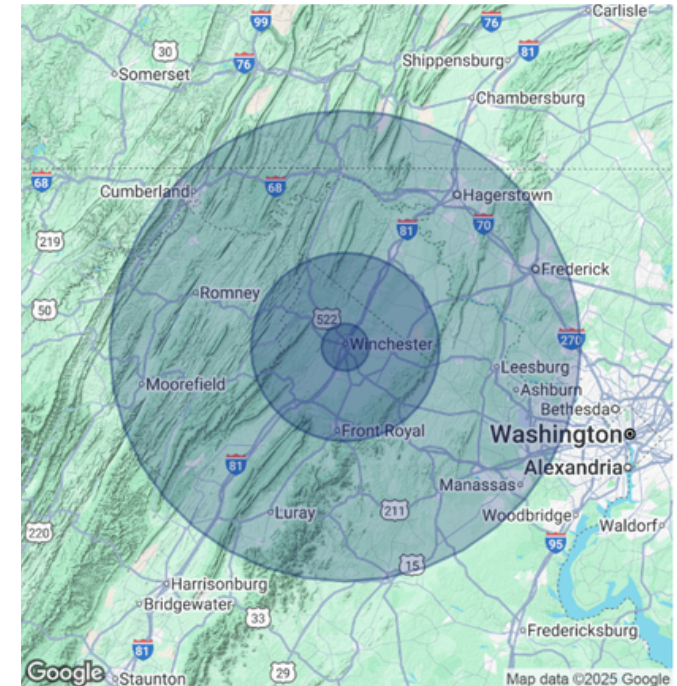 99
76
Carlisle
30
Somerset
76
Shippensburg
81
Chambersburg
68
Cumberland
68
Hagerstown
81
70
219
Frederick
Romney
50
522
Winchester
270
Leesburg
Moorefield
Ashburn
Bethesda
Front Royal
Washington
81
Alexandria
Manassas
Luray
211
Woodbridge
220
Waldorf
95
15
Harrisonburg
Bridgewater
33
Fredericksburg
81
Google
Staunton
29
Map data ©2025 Google